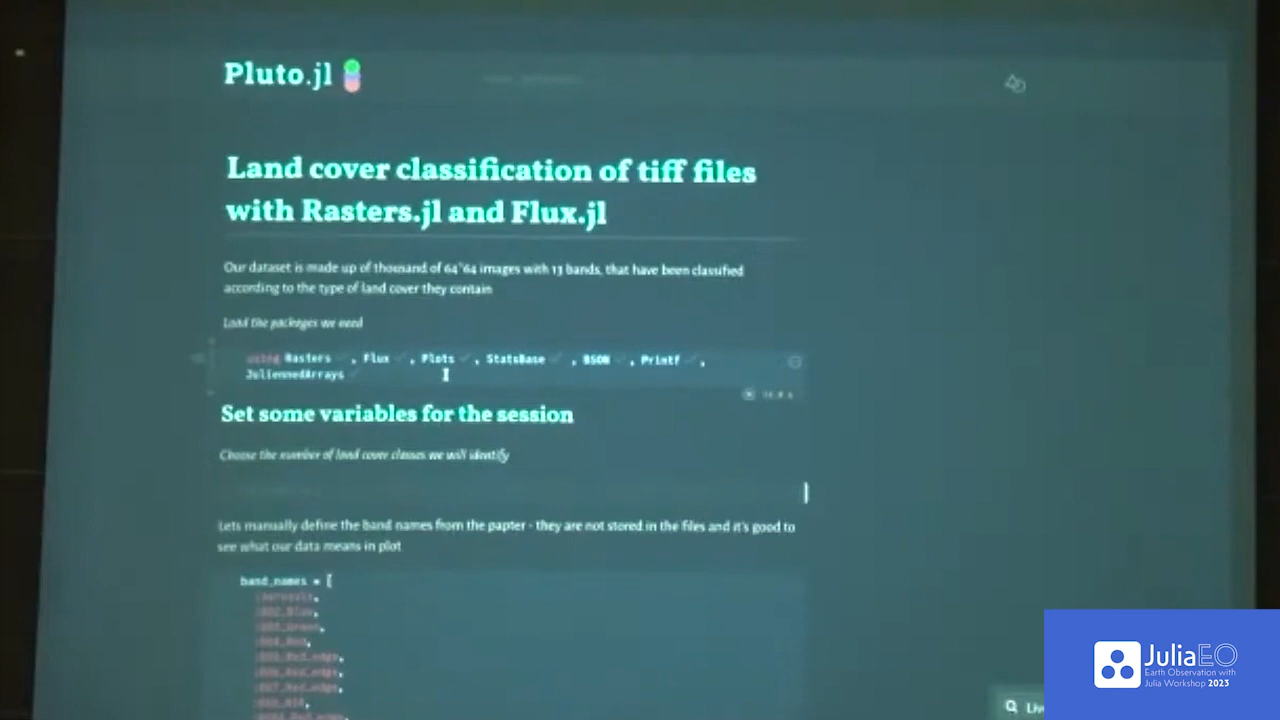 Pluto.jl
Land cover classification of tiff files
with Rasters.jl and Flux.jl
Our dataset is made up of thousand of 64*64 images with 13 bands, that have been classified
according to the type of land cover they contain
Load the packages we need
using Rasters , Flux , Plots , StatsBase , BSON , Printf ,
JuliennedArrays
Set some variables for the session
Choose the number of land cover classes we will identify
Lets manually define the band names from the papter - they are not stored in the files and it's good to
see what our data means in plot
band_names = [
Live
JuliaEO
Earth Observation with
Julia Workshop 2023